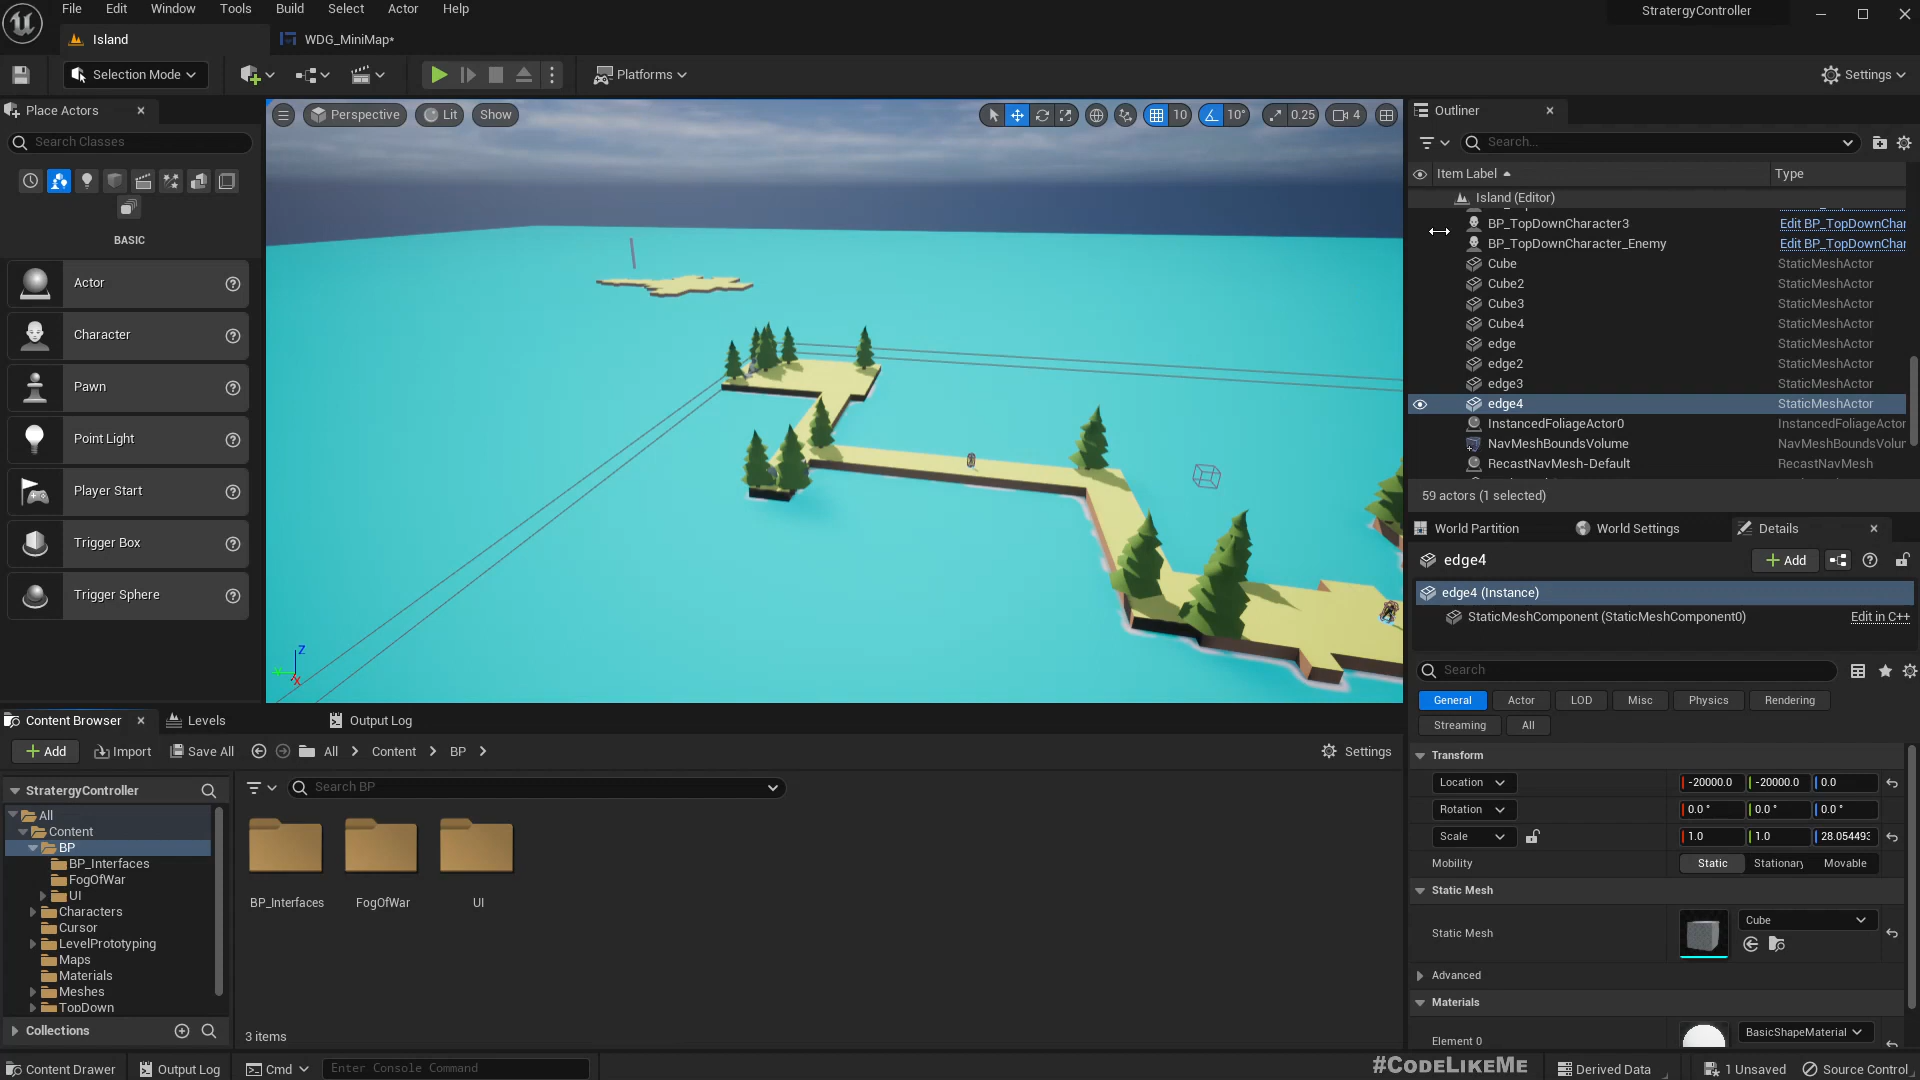 File Edit Window Tools Build Select Actor Help
StratergyController
Island
WDG_MiniMap*
Selection Mode
Platforms
Settings
Place Actors
Search Classes
BASIC
Actor
Character
Pawn
Point Light
Player Start
Trigger Box
Trigger Sphere
Perspective
Lit
Show
10
10°
0.25
4
Z
X
Outliner
Search...
Item Label
Type
Island (Editor)
BP_TopDownCharacter3 Edit BP_TopDownChar
BP_TopDownCharacter_Enemy Edit BP_TopDownChar
Cube StaticMeshActor
Cube2 StaticMeshActor
Cube3 StaticMeshActor
Cube4 StaticMeshActor
edge StaticMeshActor
edge2 StaticMeshActor
edge3 StaticMeshActor
edge4 StaticMeshActor
InstancedFoliageActor0 InstancedFoliageActor
NavMeshBoundsVolume NavMeshBoundsVolum
RecastNavMesh-Default RecastNavMesh
59 actors (1 selected)
World Partition
World Settings
Details
edge4
Add
edge4 (Instance)
StaticMeshComponent (StaticMeshComponent0)
Edit in C++
Search
General Actor LOD Misc Physics Rendering
Streaming All
Transform
Location -20000.0 -20000.0 0.0
Rotation 0.0 ° 0.0 ° 0.0 °
Scale 1.0 1.0 28.054493
Mobility Static Stationary Movable
Static Mesh
Static Mesh Cube
Advanced
Materials
Element 0 BasicShapeMaterial
Content Browser
Levels
Output Log
Add
Import
Save All
All
Content
BP
Settings
StratergyController
All
Content
BP
BP_Interfaces
FogOfWar
UI
Characters
Cursor
LevelPrototyping
Maps
Materials
Meshes
TopDown
Collections
Search BP
BP_Interfaces
FogOfWar
UI
3 items
#CodeLikeMe
Content Drawer
Output Log
Cmd
Enter Console Command
Derived Data
1 Unsaved
Source Control